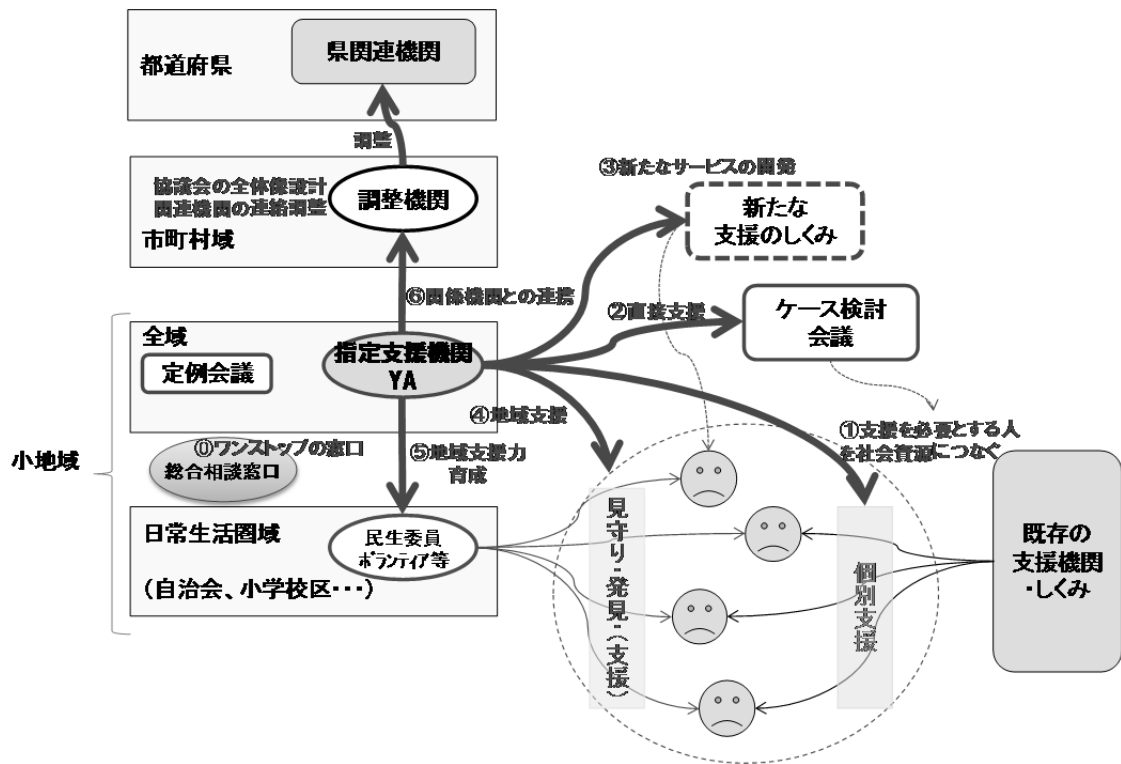 県関連機関
都道府県
調整
協議会の全体像設計
関連機関の連絡調整
調整機関
市町村域
③新たなサービスの開発
新たな
支援のしくみ
⑥関係機関との連携
②直接支援
ケース検討
会議
全域
定例会議
指定支援機関
YA
④地域支援
①支援を必要とする人
を社会資源につなぐ
小地域
⓪ワンストップの窓口
総合相談窓口
⑤地域支援力
育成
日常生活圏域
(自治会、小学校区・・・)
民生委員
ボランティア等
見守り・発見・(支援)
個別支援
既存の
支援機関
・しくみ